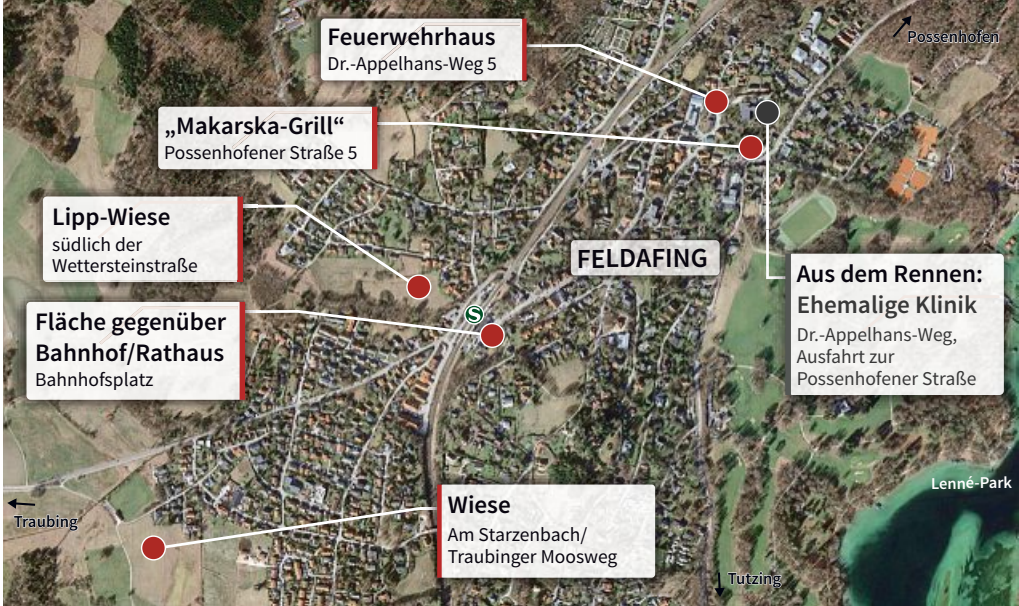 Feuerwehrhaus
Dr.-Appelhans-Weg 5
Possenhofen
„Makarska-Grill“
Possenhofener Straße 5
Lipp-Wiese
südlich der
Wettersteinstraße
FELDAFING
Aus dem Rennen:
Ehemalige Klinik
Dr.-Appelhans-Weg,
Ausfahrt zur
Possenhofener Straße
S
Fläche gegenüber
Bahnhof/Rathaus
Bahnhofsplatz
Lenné-Park
Wiese
Am Starzenbach/
Traubinger Moosweg
Traubing
Tutzing